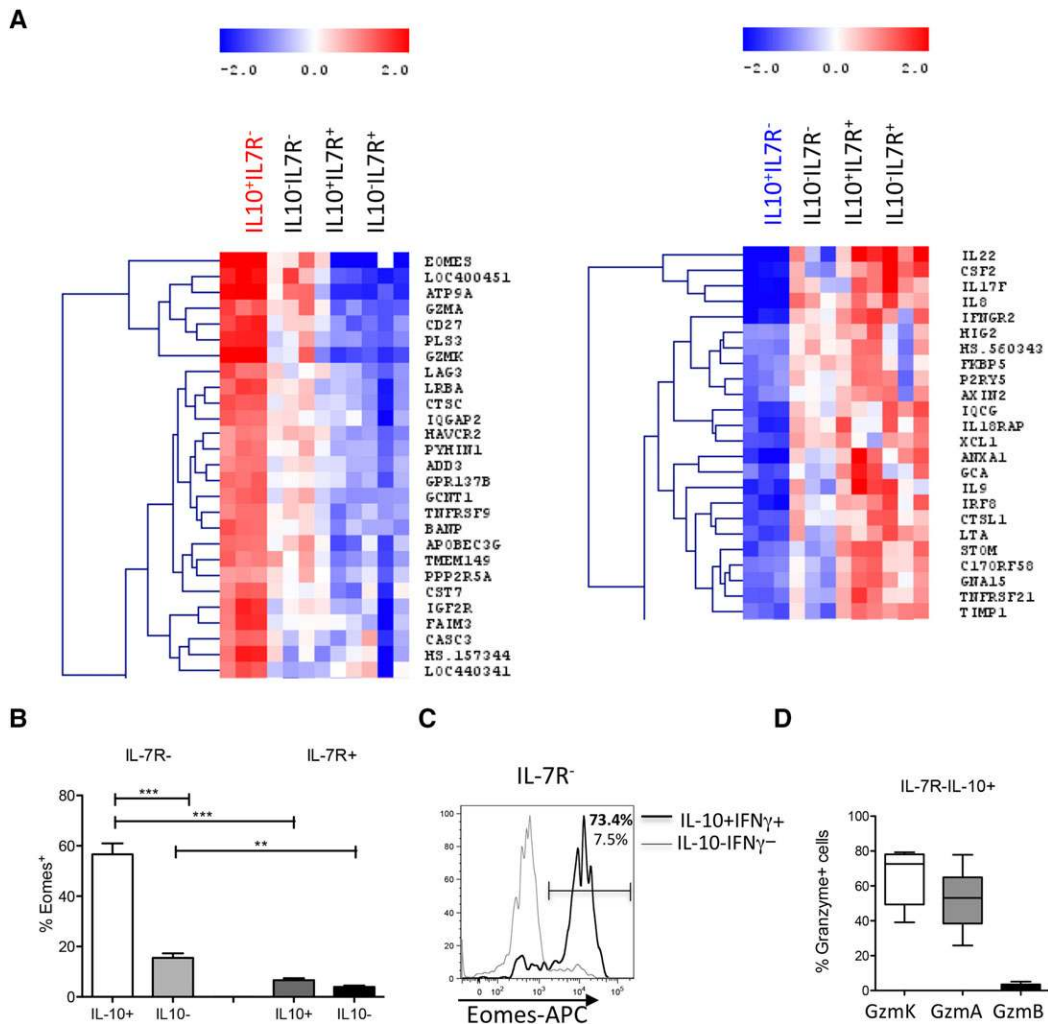 A
-2.0 0.0 2.0
IL10+IL7R-
IL10-IL7R-
IL10+IL7R+
IL10-IL7R+
EOMES
LOC400451
ATP9A
GZMA
CD27
PLS3
GZMK
LAG3
LRBA
CTSC
IQGAP2
HAVCR2
PYHIN1
ADD3
GPR137B
GCNT1
TNFRSF9
BANP
APOBEC3G
TMEM149
PPP2R5A
CST7
IGF2R
FAIM3
CASC3
HS.157344
LOC440341
-2.0 0.0 2.0
IL10+IL7R-
IL10-IL7R-
IL10+IL7R+
IL10-IL7R+
IL22
CSF2
IL17F
IL8
IFNGR2
HIG2
HS.560343
FKBP5
P2RY5
AXIN2
IQCG
IL18RAP
XCL1
ANXA1
GCA
IL9
IRF8
CTSL1
LTA
STOM
C17ORF58
GNA15
TNFRSF21
TIMP1
B
IL-7R- IL-7R+
***
***
**
% Eomes+
80
60
40
20
0
IL-10+ IL10- IL10+ IL10-
C
IL-7R-
73.4%
7.5%
IL-10+IFNγ+
IL-10-IFNγ−
100
80
60
40
20
0
0 10² 10³ 10⁴ 10⁵
Eomes-APC
D
IL-7R-IL-10+
% Granzyme+ cells
100
80
60
40
20
0
GzmK GzmA GzmB